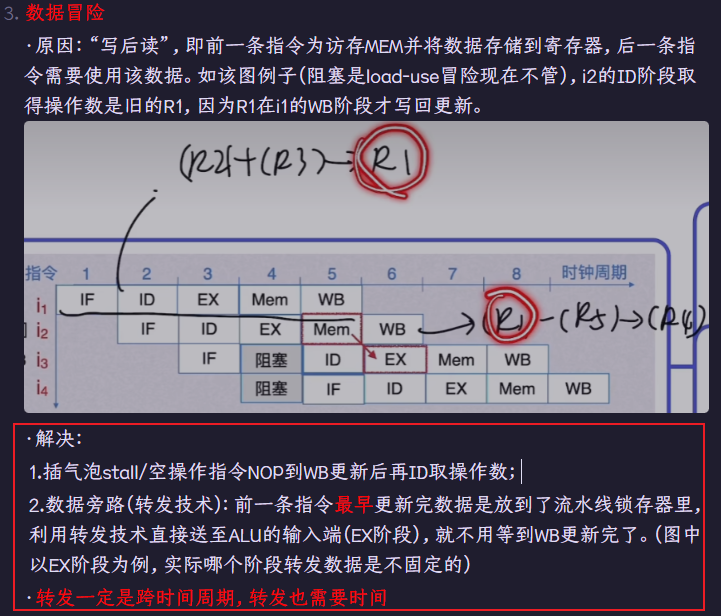 3. 数据冒险
·原因:“写后读”, 即前一条指令为访存MEM并将数据存储到寄存器, 后一条指
令需要使用该数据。如该图例子(阻塞是load-use冒险现在不管), i2的ID阶段取
得操作数是旧的R1, 因为R1在i1的WB阶段才写回更新。
(R2)+(R3)→R1
指令 1 2 3 4 5 6 7 8 时钟周期
i1 IF ID EX Mem WB
i2 IF ID EX Mem WB →(R1)-(R5)→(R4)
i3 IF 阻塞 ID EX Mem WB
i4 阻塞 IF ID EX Mem WB
·解决:
1.插气泡stall/空操作指令NOP到WB更新后再ID取操作数;
2.数据旁路(转发技术): 前一条指令最早更新完数据是放到了流水线锁存器里,
利用转发技术直接送至ALU的输入端(EX阶段), 就不用等到WB更新完了。(图中
以EX阶段为例, 实际哪个阶段转发数据是不固定的)
·转发一定是跨时间周期, 转发也需要时间